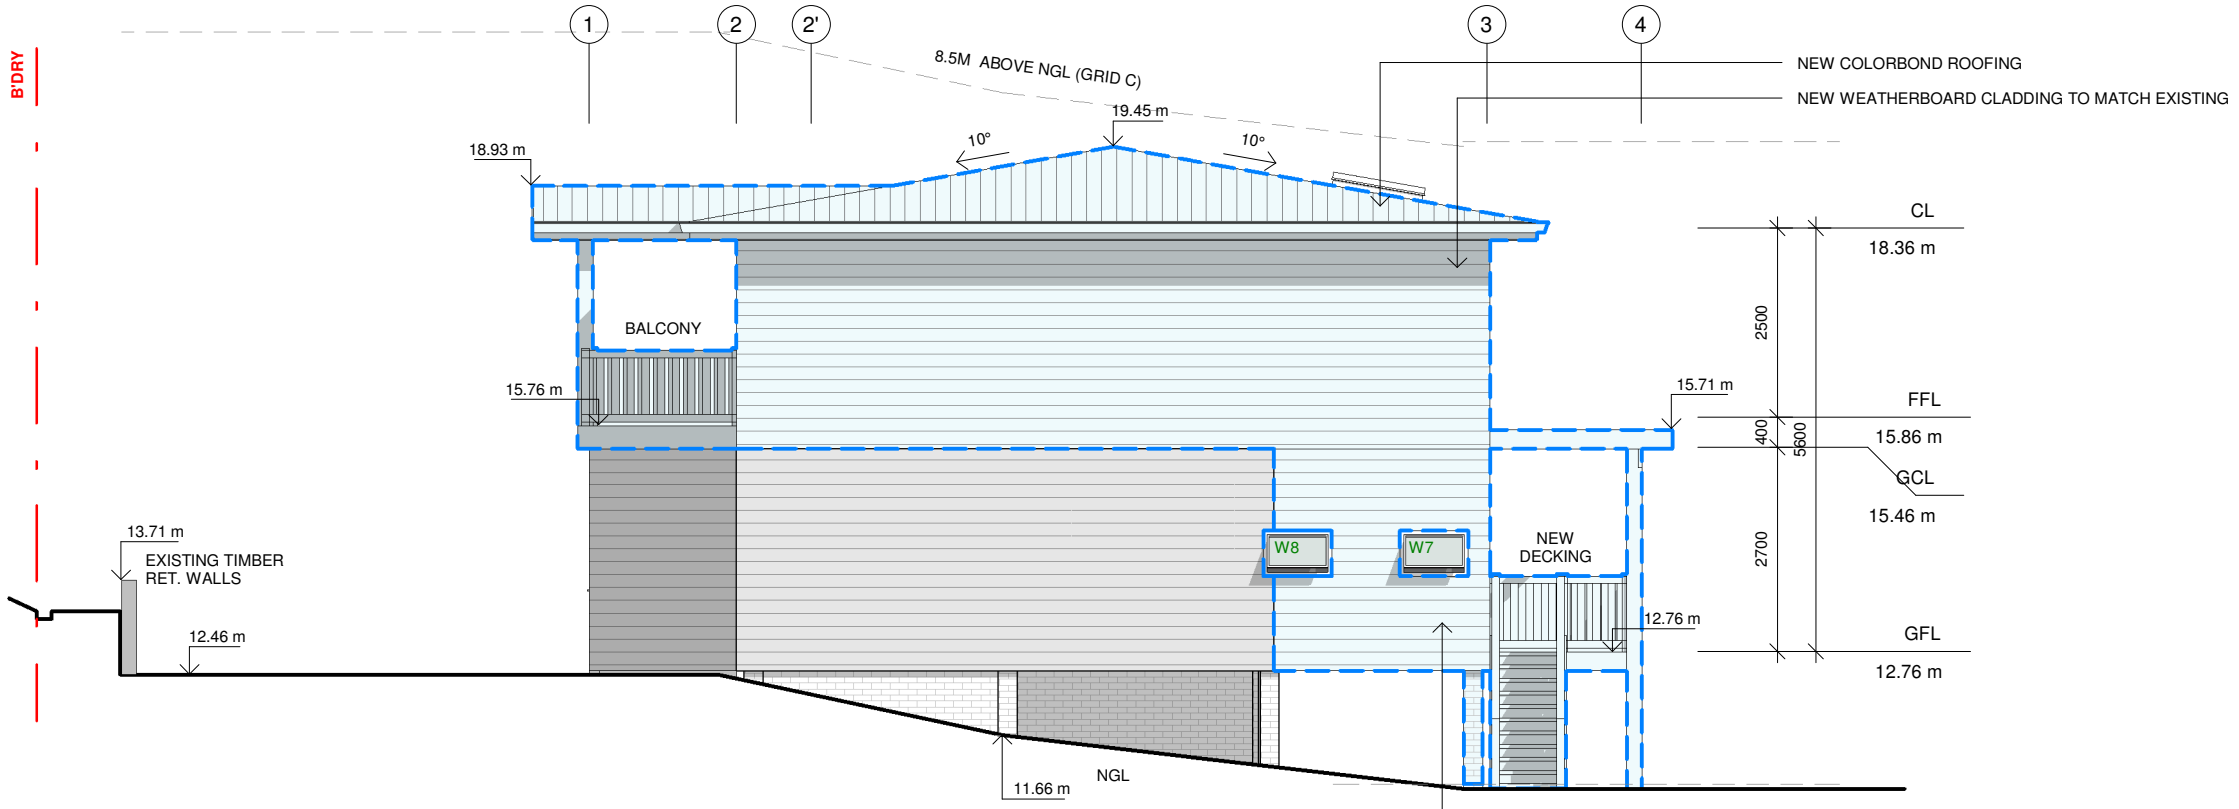 1
2
2'
3
4
B'DRY
8.5M ABOVE NGL (GRID C)
NEW COLORBOND ROOFING
NEW WEATHERBOARD CLADDING TO MATCH EXISTING
19.45 m
10°
10°
18.93 m
CL
18.36 m
2500
BALCONY
15.76 m
15.71 m
FFL
15.86 m
400
5600
GCL
15.46 m
2700
13.71 m
EXISTING TIMBER
RET. WALLS
W8
W7
NEW
DECKING
12.46 m
12.76 m
GFL
12.76 m
NGL
11.66 m